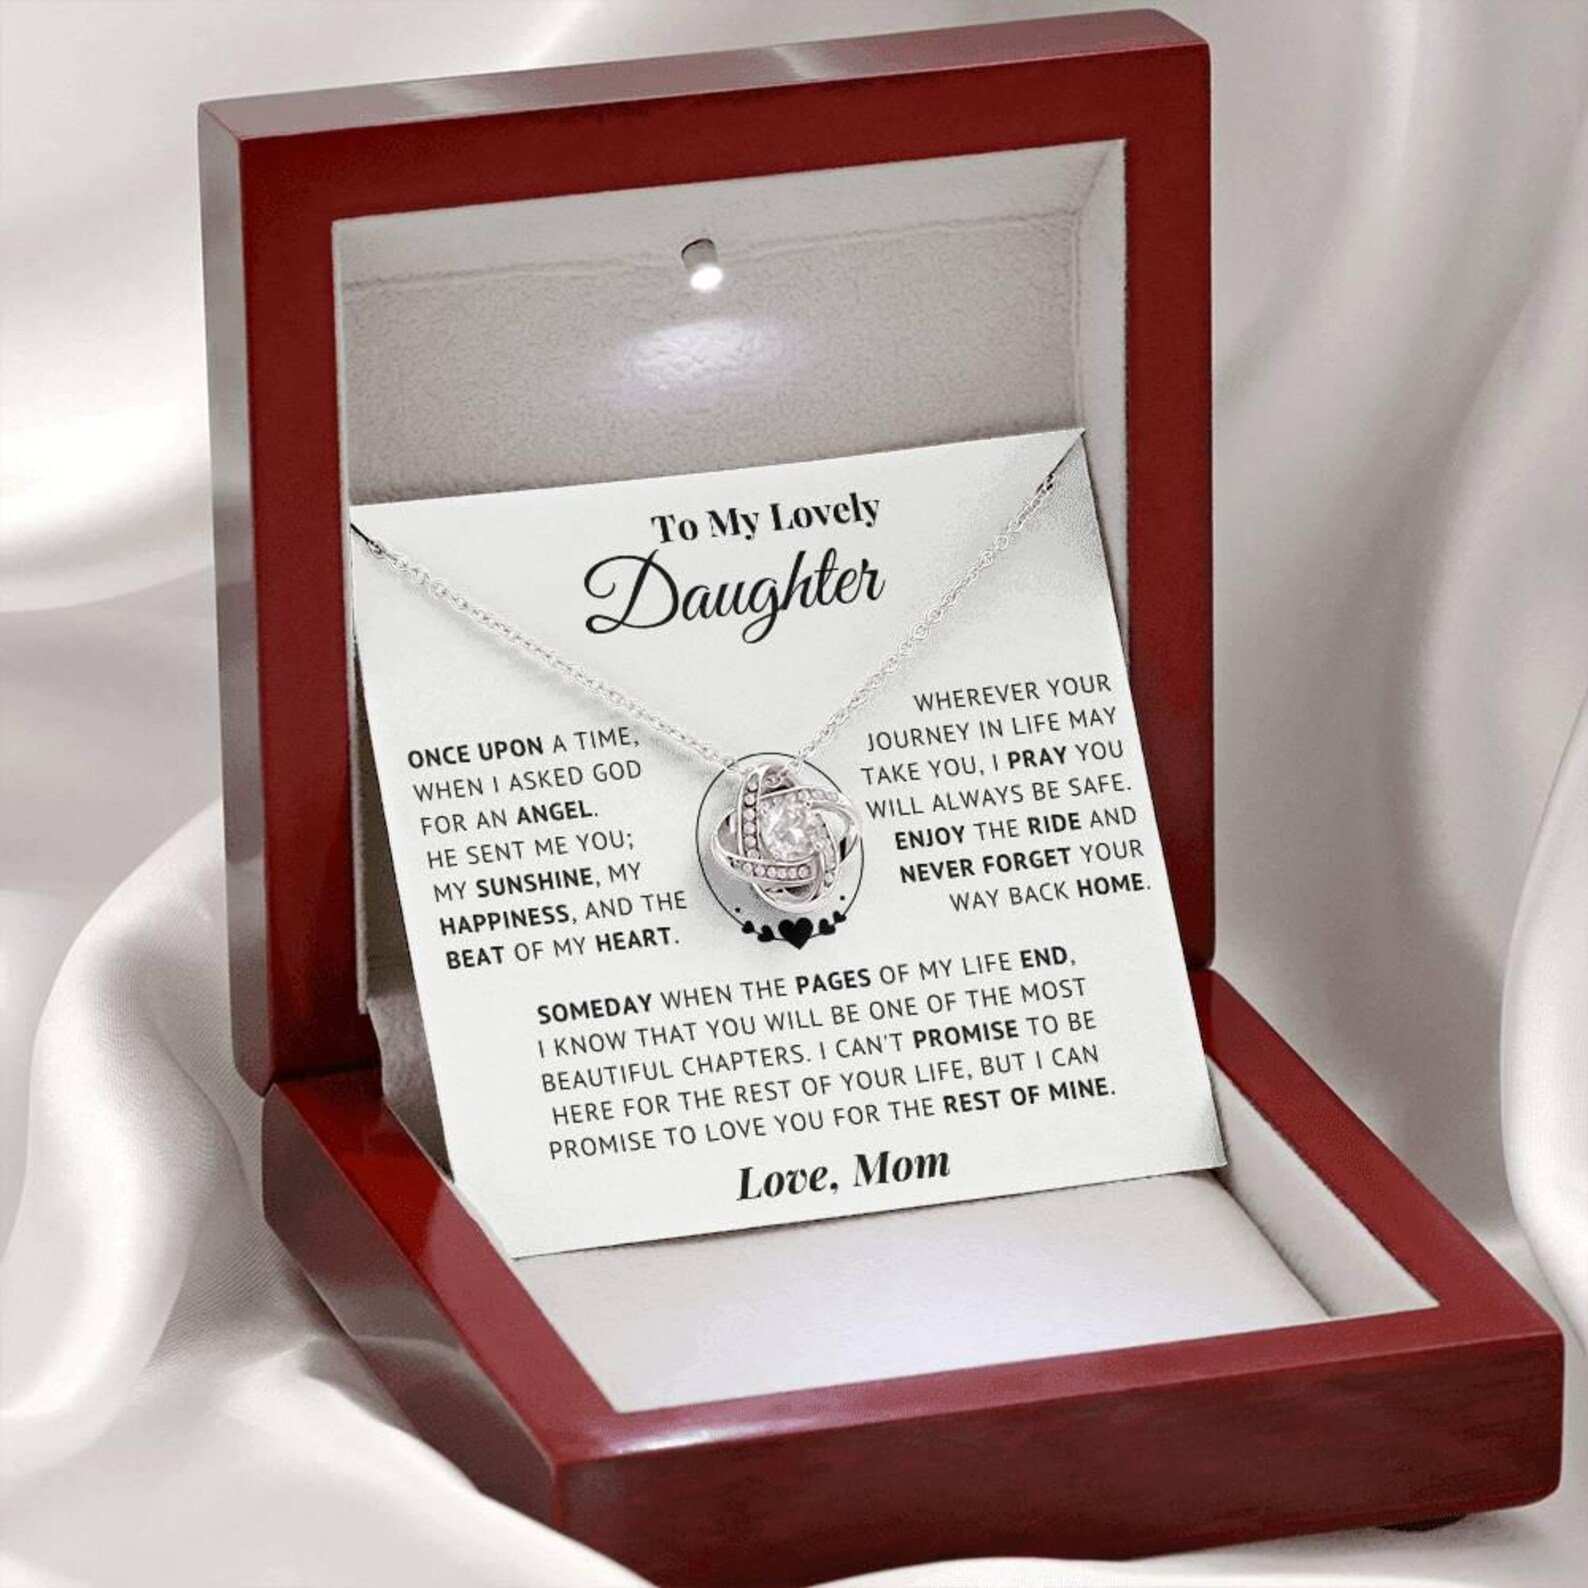 To My Lovely
Daughter
ONCE UPON A TIME,
WHEN I ASKED GOD
FOR AN ANGEL.
HE SENT ME YOU;
MY SUNSHINE, MY
HAPPINESS, AND THE
BEAT OF MY HEART.
WHEREVER YOUR
JOURNEY IN LIFE MAY
TAKE YOU, I PRAY YOU
WILL ALWAYS BE SAFE.
ENJOY THE RIDE AND
NEVER FORGET YOUR
WAY BACK HOME.
SOMEDAY WHEN THE PAGES OF MY LIFE END,
I KNOW THAT YOU WILL BE ONE OF THE MOST
BEAUTIFUL CHAPTERS. I CAN'T PROMISE TO BE
HERE FOR THE REST OF YOUR LIFE, BUT I CAN
PROMISE TO LOVE YOU FOR THE REST OF MINE.
Love, Mom